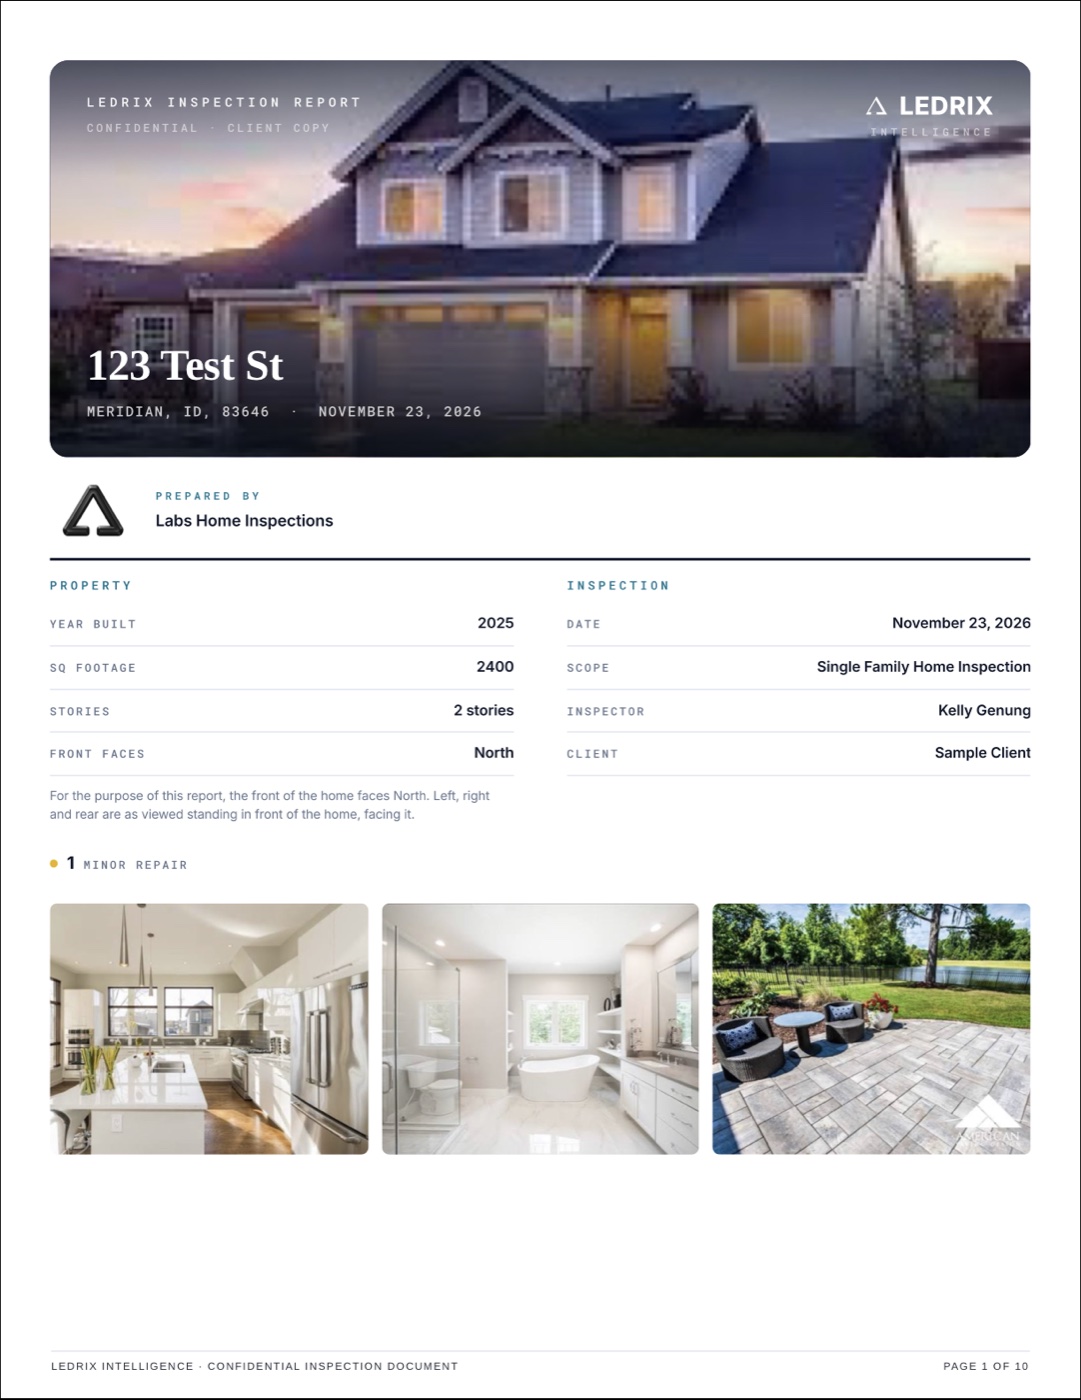 LEDRIX INSPECTION REPORT
CONFIDENTIAL · CLIENT COPY
LEDRIX
INTELLIGENCE
123 Test St
MERIDIAN, ID, 83646 · NOVEMBER 23, 2026
PREPARED BY
Labs Home Inspections
PROPERTY
YEAR BUILT 2025
SQ FOOTAGE 2400
STORIES 2 stories
FRONT FACES North
For the purpose of this report, the front of the home faces North. Left, right
and rear are as viewed standing in front of the home, facing it.
INSPECTION
DATE November 23, 2026
SCOPE Single Family Home Inspection
INSPECTOR Kelly Genung
CLIENT Sample Client
1 MINOR REPAIR
AMERICAN
LEDRIX INTELLIGENCE · CONFIDENTIAL INSPECTION DOCUMENT
PAGE 1 OF 10